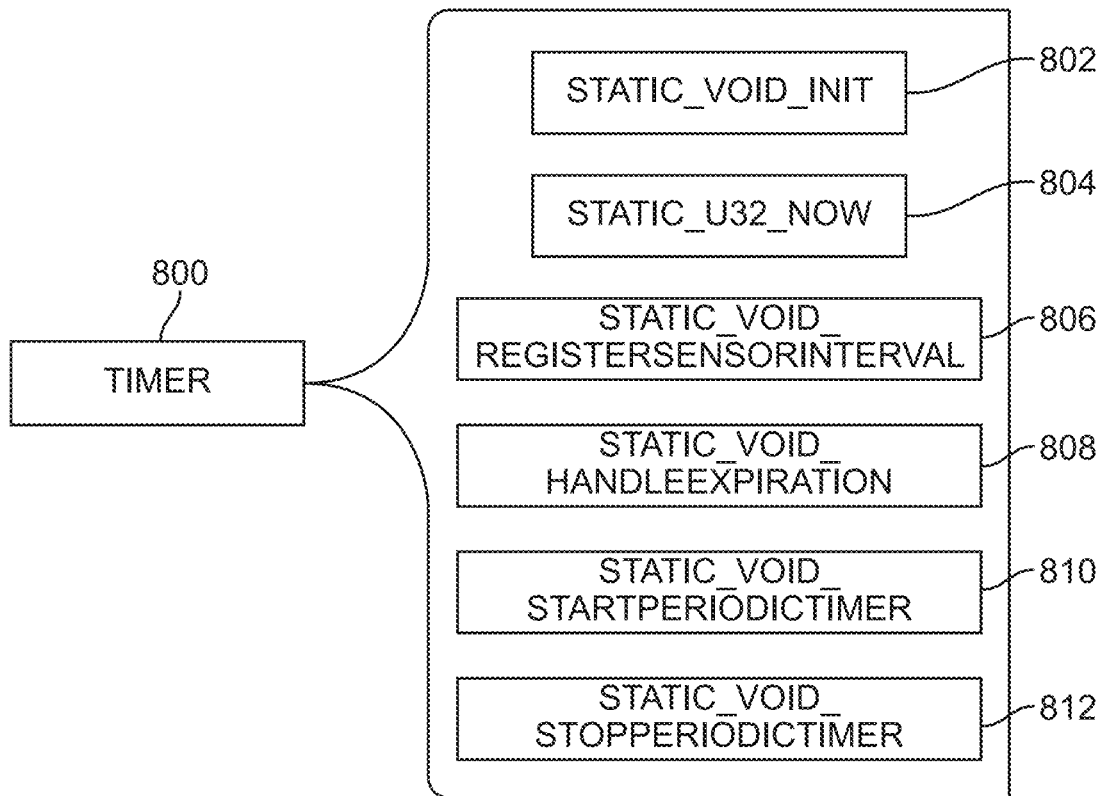 802
STATIC_VOID_INIT
804
STATIC_U32_NOW
800
TIMER
STATIC_VOID_
REGISTERSENSORINTERVAL
806
STATIC_VOID_
HANDLEEXPIRATION
808
STATIC_VOID_
STARTPERIODICTIMER
810
STATIC_VOID_
STOPPERIODICTIMER
812